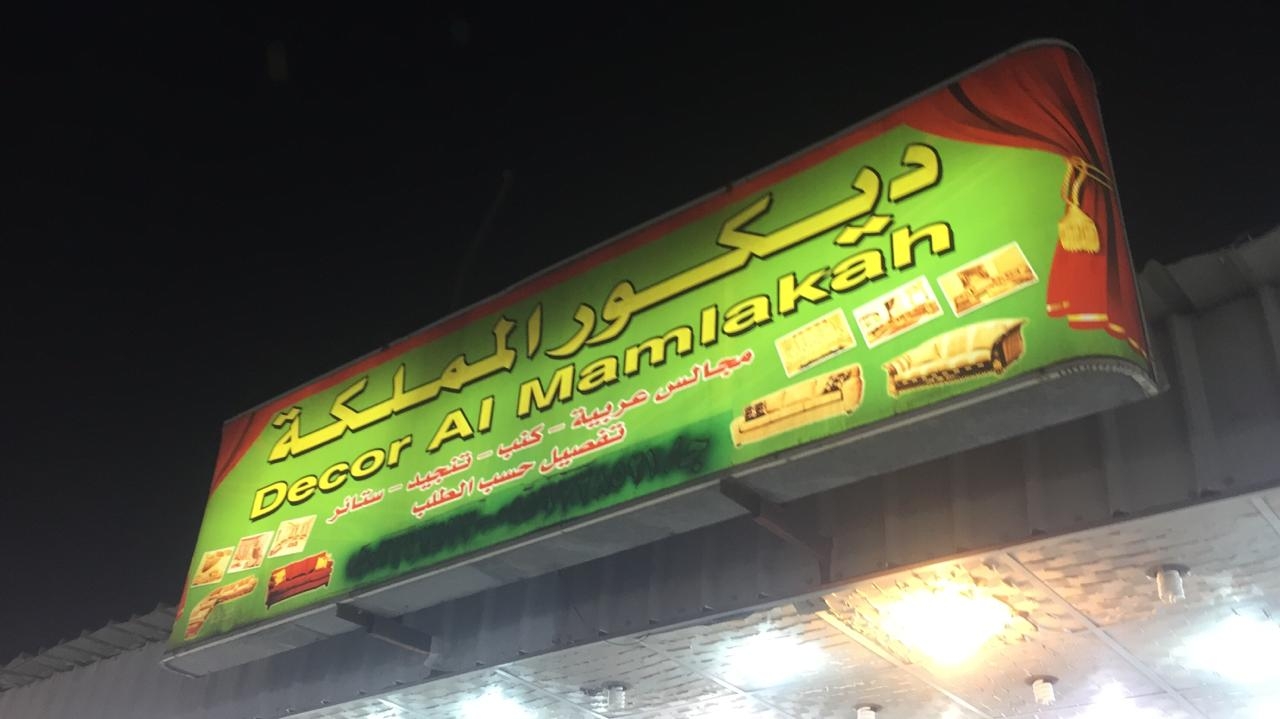 ديكور المملكة
Decor Al Mamlakah
مجالس عربية - كنب - تنجيد - ستائر
تفصيل حسب الطلب